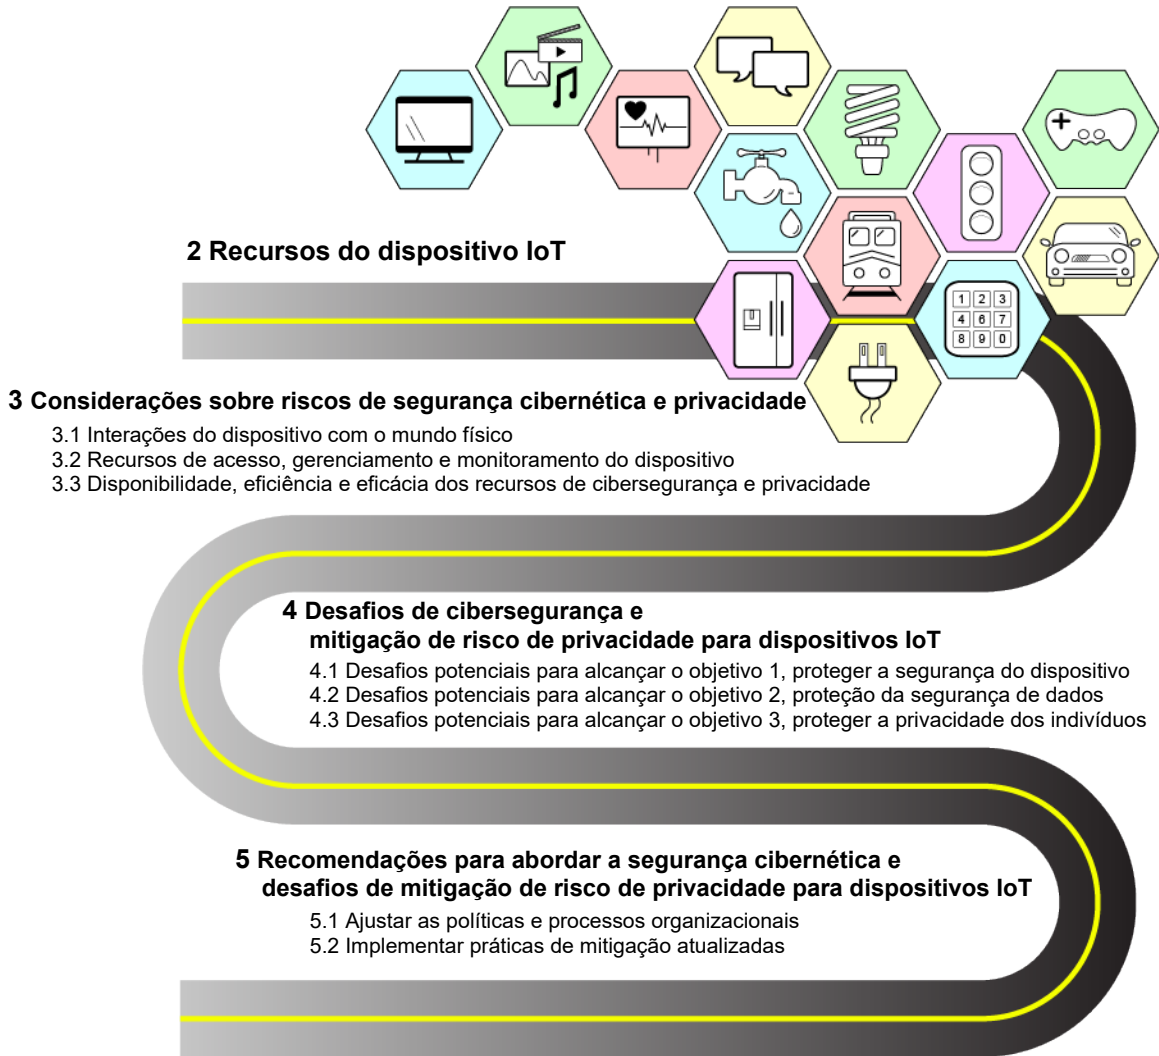 2 Recursos do dispositivo IoT
1 2 3
4 6 7
8 9 0
3 Considerações sobre riscos de segurança cibernética e privacidade
3.1 Interações do dispositivo com o mundo físico
3.2 Recursos de acesso, gerenciamento e monitoramento do dispositivo
3.3 Disponibilidade, eficiência e eficácia dos recursos de cibersegurança e privacidade
4 Desafios de cibersegurança e
mitigação de risco de privacidade para dispositivos IoT
4.1 Desafios potenciais para alcançar o objetivo 1, proteger a segurança do dispositivo
4.2 Desafios potenciais para alcançar o objetivo 2, proteção da segurança de dados
4.3 Desafios potenciais para alcançar o objetivo 3, proteger a privacidade dos indivíduos
5 Recomendações para abordar a segurança cibernética e
desafios de mitigação de risco de privacidade para dispositivos IoT
5.1 Ajustar as políticas e processos organizacionais
5.2 Implementar práticas de mitigação atualizadas